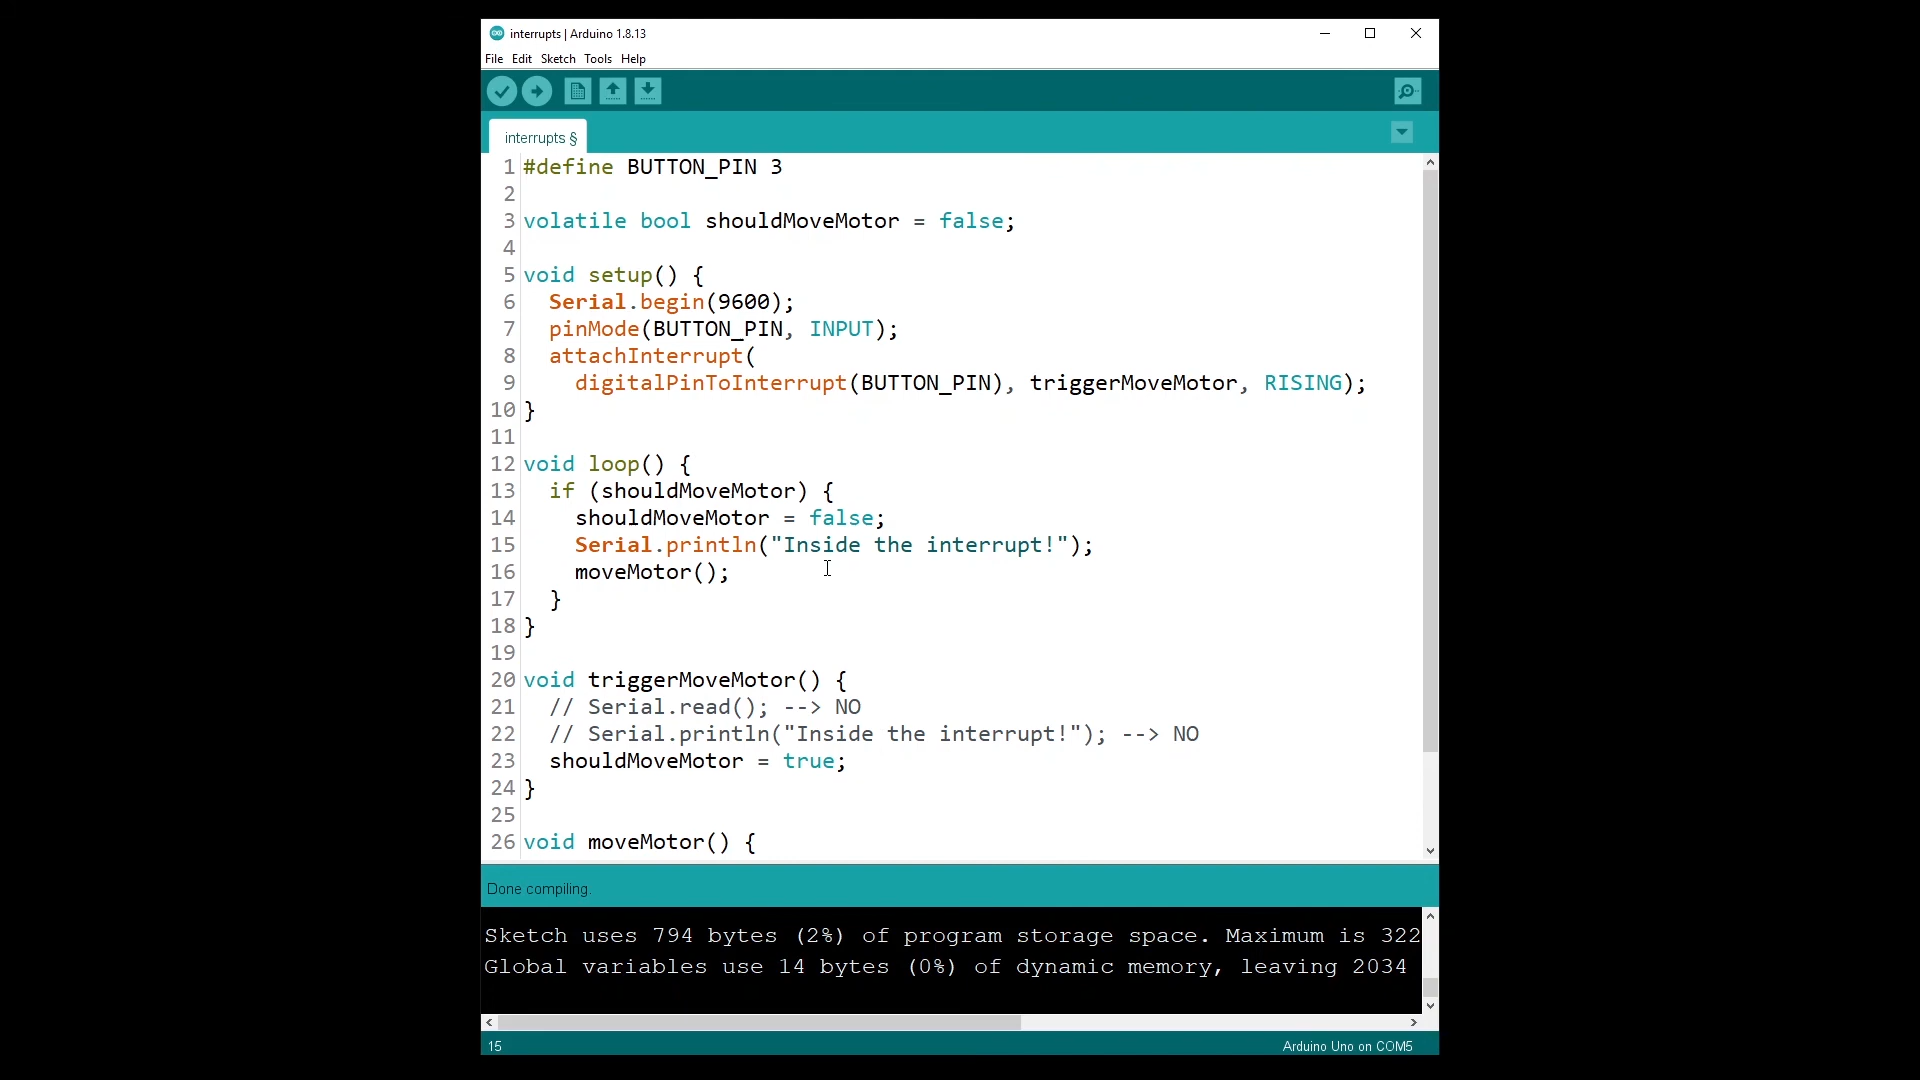 interrupts | Arduino 1.8.13
File Edit Sketch Tools Help
interrupts §
1 #define BUTTON_PIN 3
2
3 volatile bool shouldMoveMotor = false;
4
5 void setup() {
6   Serial.begin(9600);
7   pinMode(BUTTON_PIN, INPUT);
8   attachInterrupt(
9     digitalPinToInterrupt(BUTTON_PIN), triggerMoveMotor, RISING);
10 }
11
12 void loop() {
13   if (shouldMoveMotor) {
14     shouldMoveMotor = false;
15     Serial.println("Inside the interrupt!");
16     moveMotor();
17   }
18 }
19
20 void triggerMoveMotor() {
21   // Serial.read(); --> NO
22   // Serial.println("Inside the interrupt!"); --> NO
23   shouldMoveMotor = true;
24 }
25
26 void moveMotor() {
Done compiling.
Sketch uses 794 bytes (2%) of program storage space. Maximum is 322
Global variables use 14 bytes (0%) of dynamic memory, leaving 2034
15 Arduino Uno on COM5